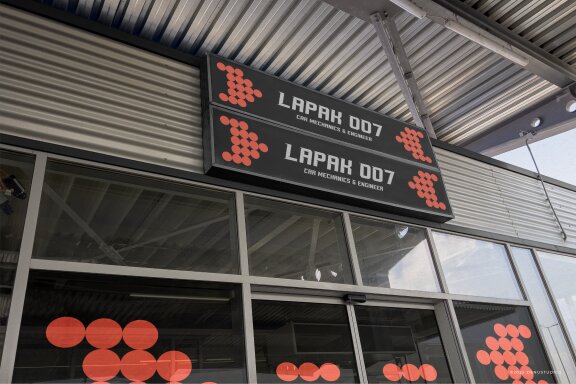 LAPAK 007
CAR MECHANICS & ENGINEER
LAPAK 007
CAR MECHANICS & ENGINEER